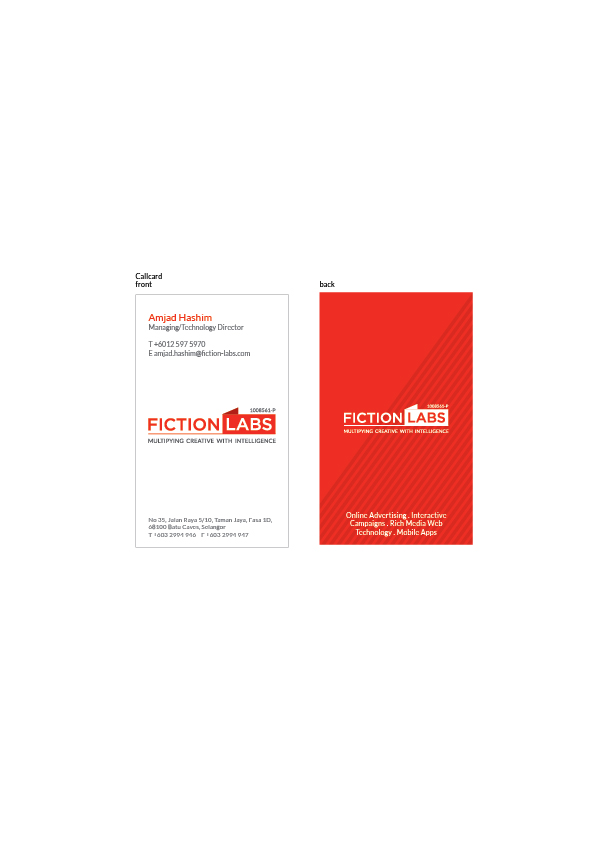 Callcard
front
Amjad Hashim
Managing/Technology Director
T +6012 597 5970
E amjad.hashim@fiction-labs.com
1008561-P
FICTION LABS
MULTIPYING CREATIVE WITH INTELLIGENCE
No 35, Jalan Raya 5/10, Taman Jaya, Fasa 1D,
68100 Batu Caves, Selangor
T +603 2994 946 F +603 2994 947
back
1008561-P
FICTION LABS
MULTIPYING CREATIVE WITH INTELLIGENCE
Online Advertising . Interactive
Campaigns . Rich Media Web
Technology . Mobile Apps